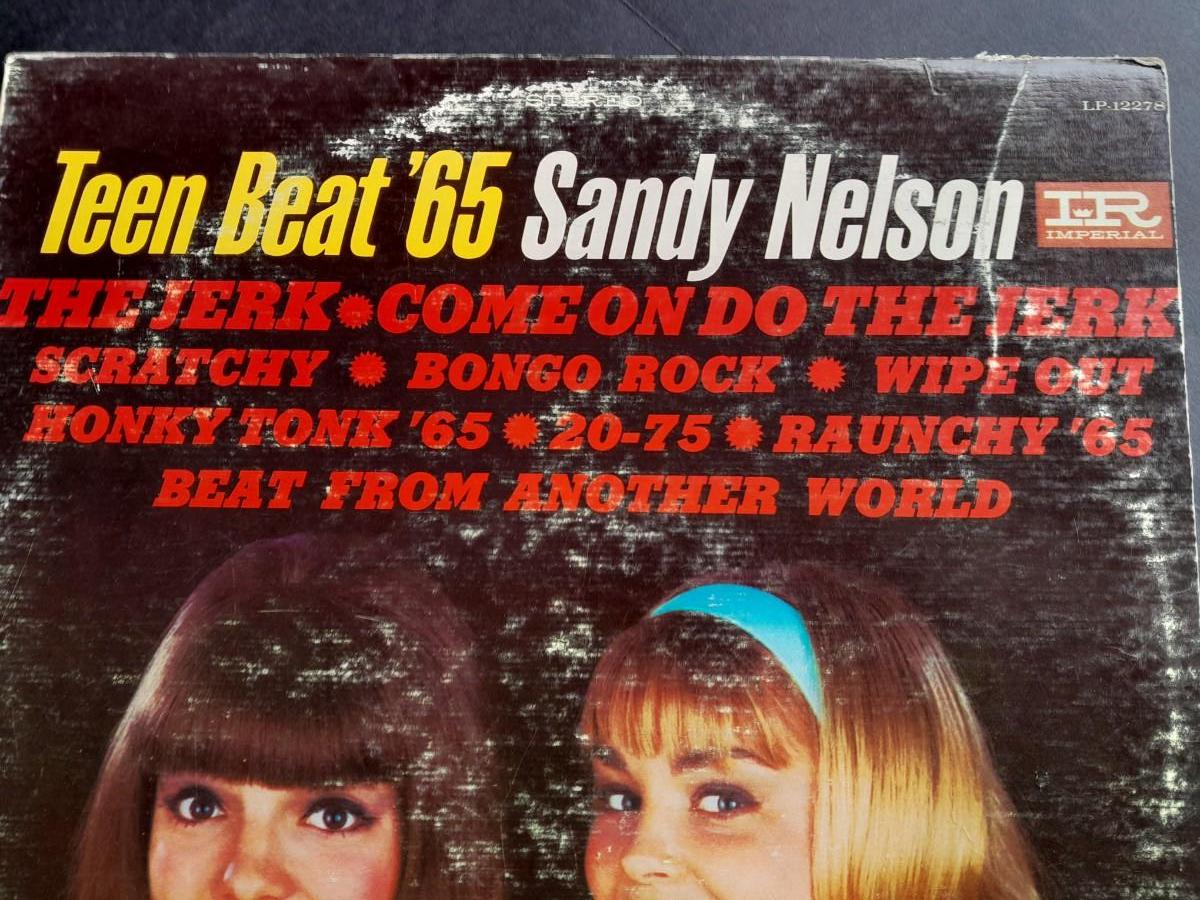 STEREO
LP-12278
Teen Beat '65 Sandy Nelson
IR
IMPERIAL
THE JERK COME ON DO THE JERK
SCRATCHY BONGO ROCK WIPE OUT
HONKY TONK '65 20-75 RAUNCHY '65
BEAT FROM ANOTHER WORLD